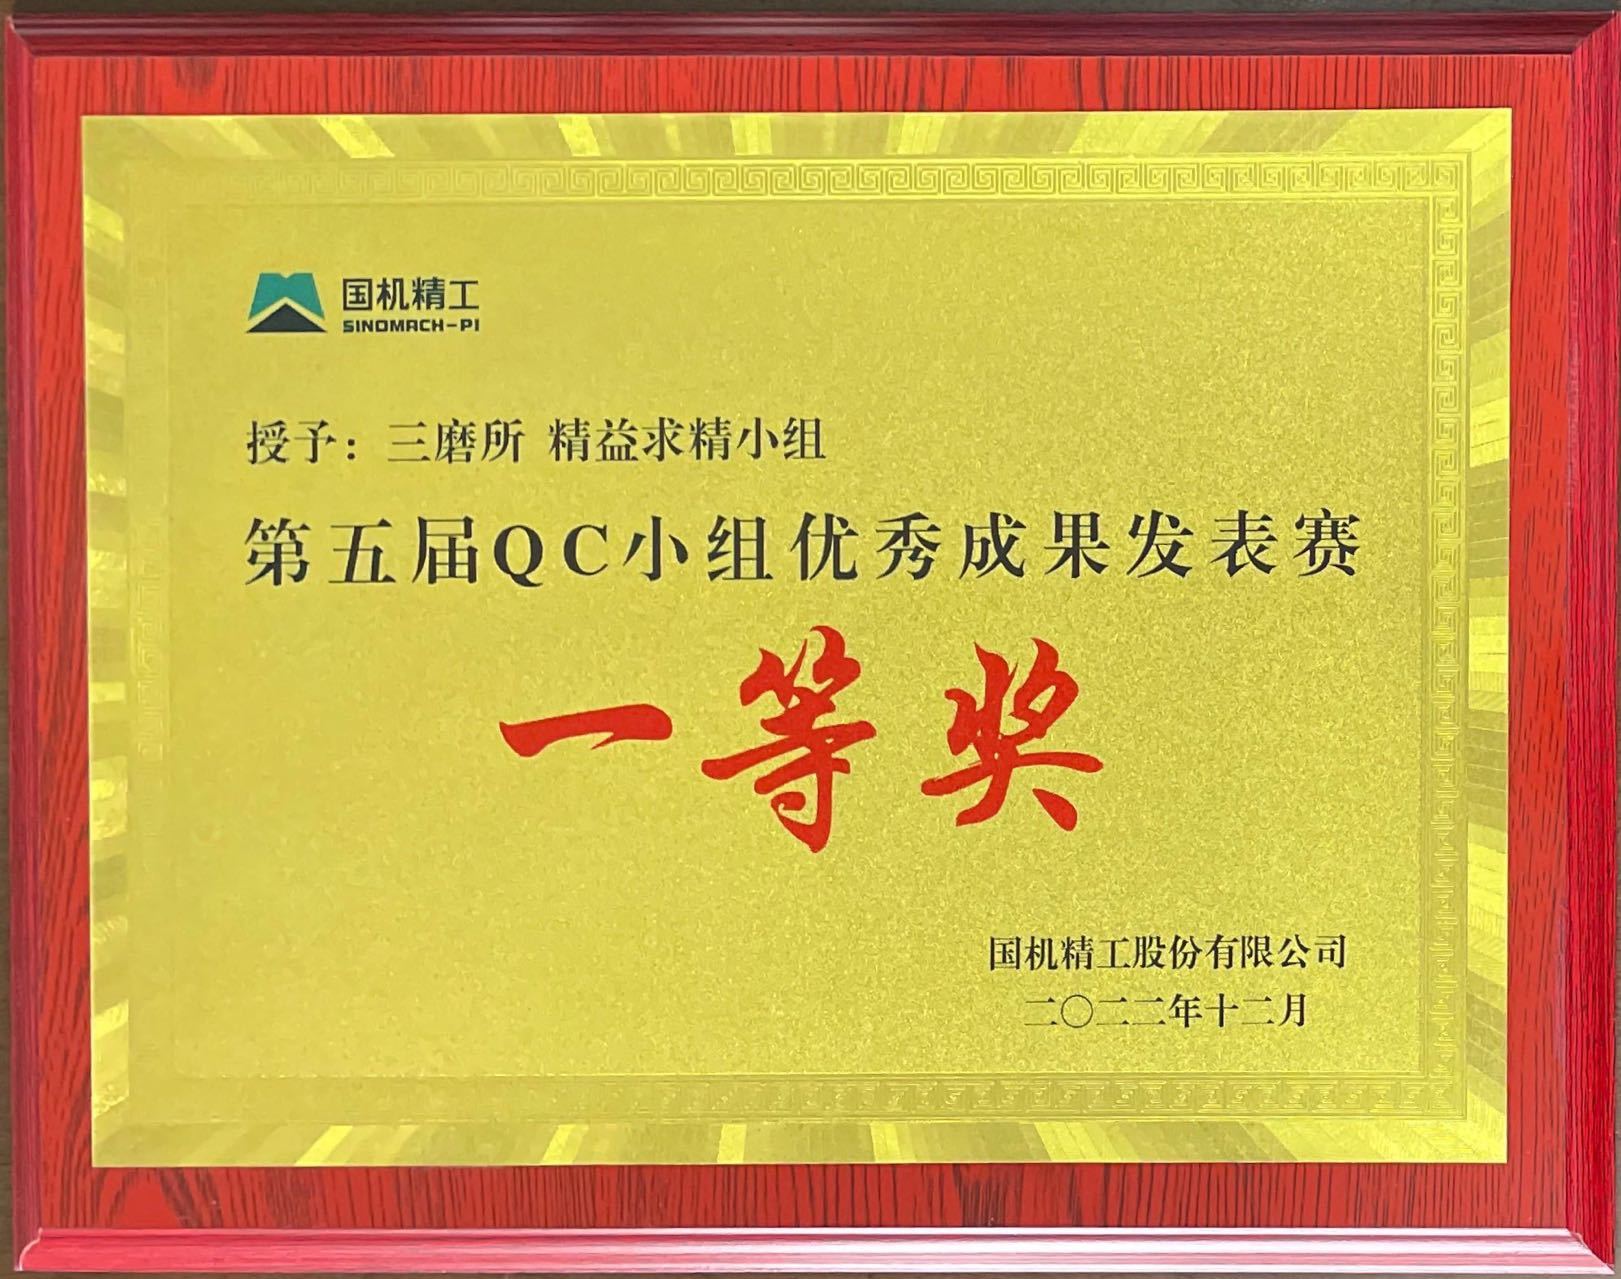 国机精工
SINOMACH-PI
授予：三磨所 精益求精小组
第五届QC小组优秀成果发表赛
一等奖
国机精工股份有限公司
二〇二二年十二月